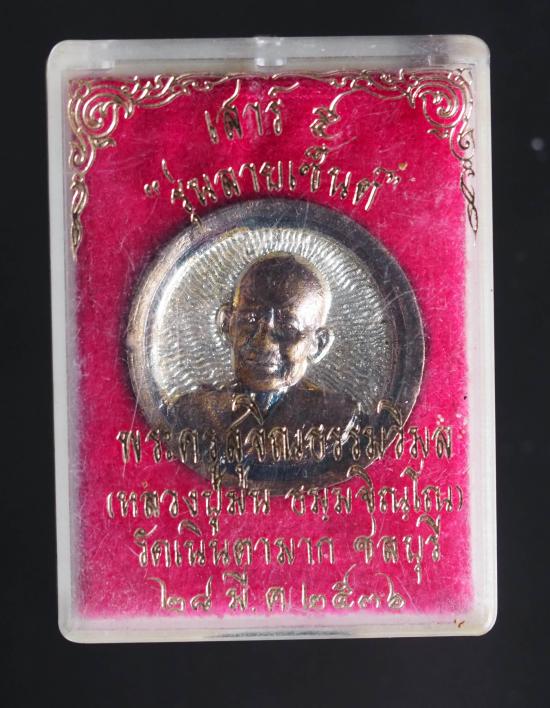 เสาร์ ๕
"รุ่นลายเซ็นต์"
พระครูสุจิณธรรมวิมล
(หลวงปู่ม่น ธมฺมจิณฺโณ)
วัดเนินตามาก ชลบุรี
๒๘ มี.ค. ๒๕๓๖